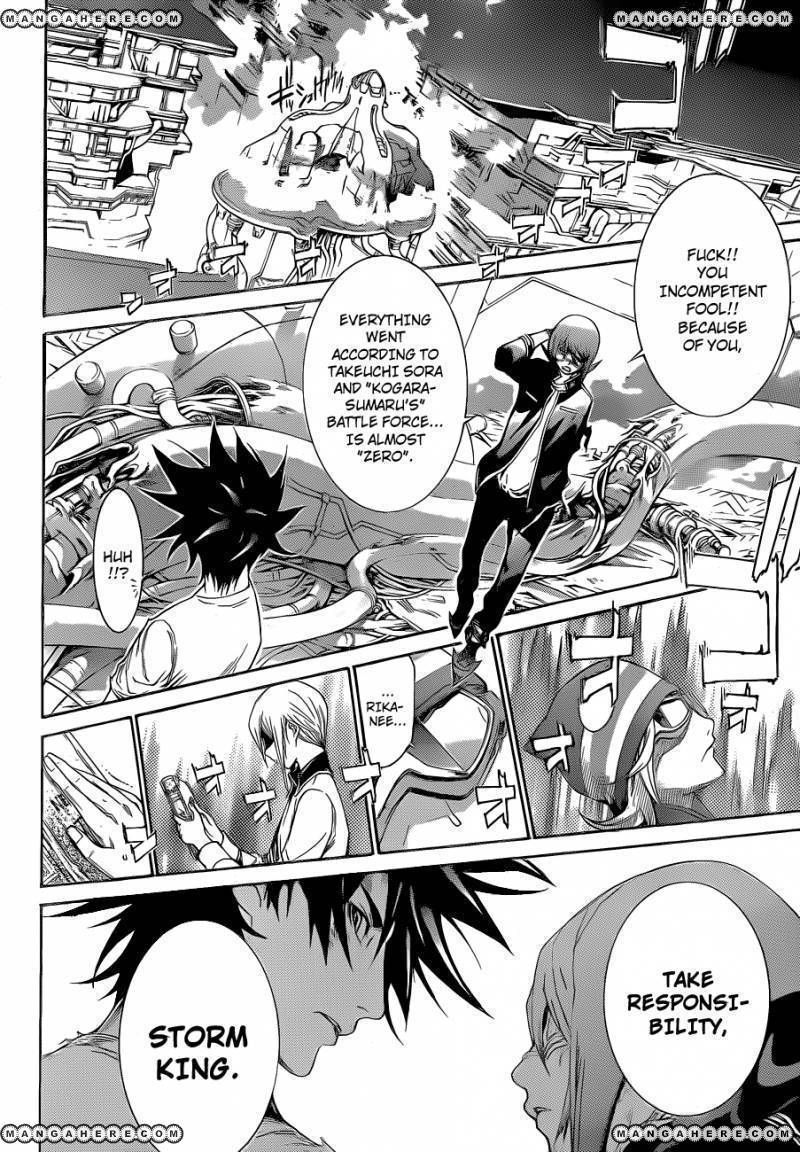 MANGAHERE.COM
MANGAHERE.COM
FUCK!!
YOU
INCOMPETENT
FOOL!!
BECAUSE
OF YOU,
EVERYTHING
WENT
ACCORDING TO
TAKEUCHI SORA
AND "KOGARA-
SUMARU'S"
BATTLE FORCE...
IS ALMOST
"ZERO".
HUH
!!?
...
RIKA-
NEE...
TAKE
RESPONSI-
BILITY,
STORM
KING.
MANGAHERE.COM
MANGAHERE.COM